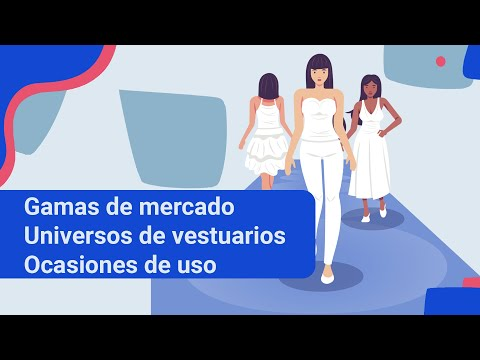 Gamas de mercado
Universos de vestuarios
Ocasiones de uso